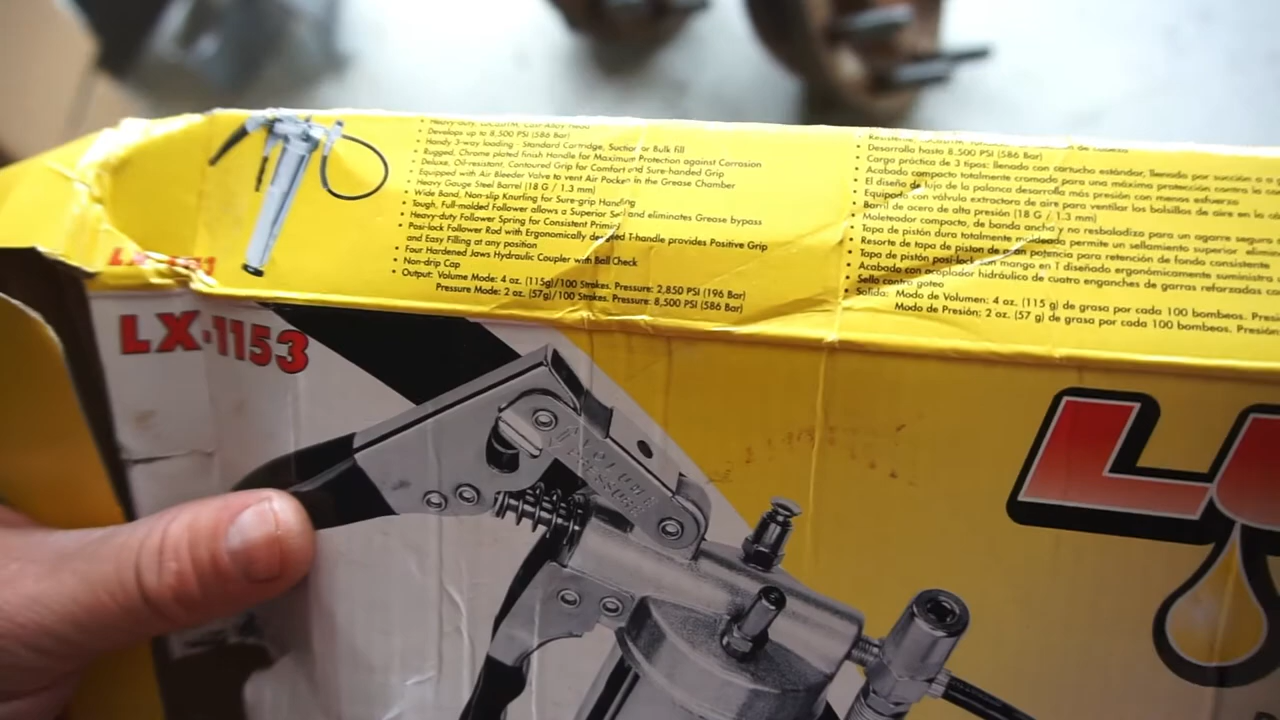 Heavy-duty,
Develops up to 8,500 PSI (586 Bar)
Handy 3-way loading - Standard Cartridge, Suction or Bulk fill
Rugged, Chrome plated finish Handle for Maximum Protection against Corrosion
Deluxe, Oil-resistant, Contoured Grip for Comfort and Sure-handed Grip
Equipped with Air Bleeder Valve to vent Air Pockets in the Grease Chamber
Heavy Gauge Steel Barrel (18 G / 1.3 mm)
Wide Band, Non-slip Knurling for Sure-grip Handling
Tough, Full-molded Follower allows a Superior Seal and eliminates Grease bypass
Heavy-duty Follower Spring for Consistent Priming
Posi-lock Follower Rod with Ergonomically designed T-handle provides Positive Grip
and Easy Filling at any position
Four Hardened Jaws Hydraulic Coupler with Ball Check
Non-drip Cap
Output: Volume Mode: 4 oz. (115g)/100 Strokes. Pressure: 2,850 PSI (196 Bar)
Pressure Mode: 2 oz. (57g)/100 Strokes. Pressure: 8,500 PSI (586 Bar)
Desarrollo hasta 8.500 PSI (586 Bar)
Carga práctica de 3 tipos: llenado con cartucho estándar, llenado por succión o a
Acabado compacto totalmente cromado para una máxima protección contra la
El diseño de lujo de la palanca desarrolla más presión con menos esfuerzo
Equipado con válvula extractora de aire para ventilar los bolsillos de aire en la
Barril de acero de alta presión (18 G / 1.3 mm)
Moleteador compacto, de banda ancha y no resbaladizo para un agarre seguro
Tapa de pistón dura totalmente moldeada permite un sellamiento superior
Resorte de tapa de piston de gran potencia para retención de fondo consistente
Tapa de pistón posi-lock con mango en T diseñado ergonómicamente suministra
Acabado con acoplador hidráulico de cuatro enganches de garras reforzadas
Sello contra goteo
Salida: Modo de Volumen: 4 oz. (115 g) de grasa por cada 100 bombeos.
Modo de Presión: 2 oz. (57 g) de grasa por cada 100 bombeos.
LX-1153
VOLUME
PRESSURE